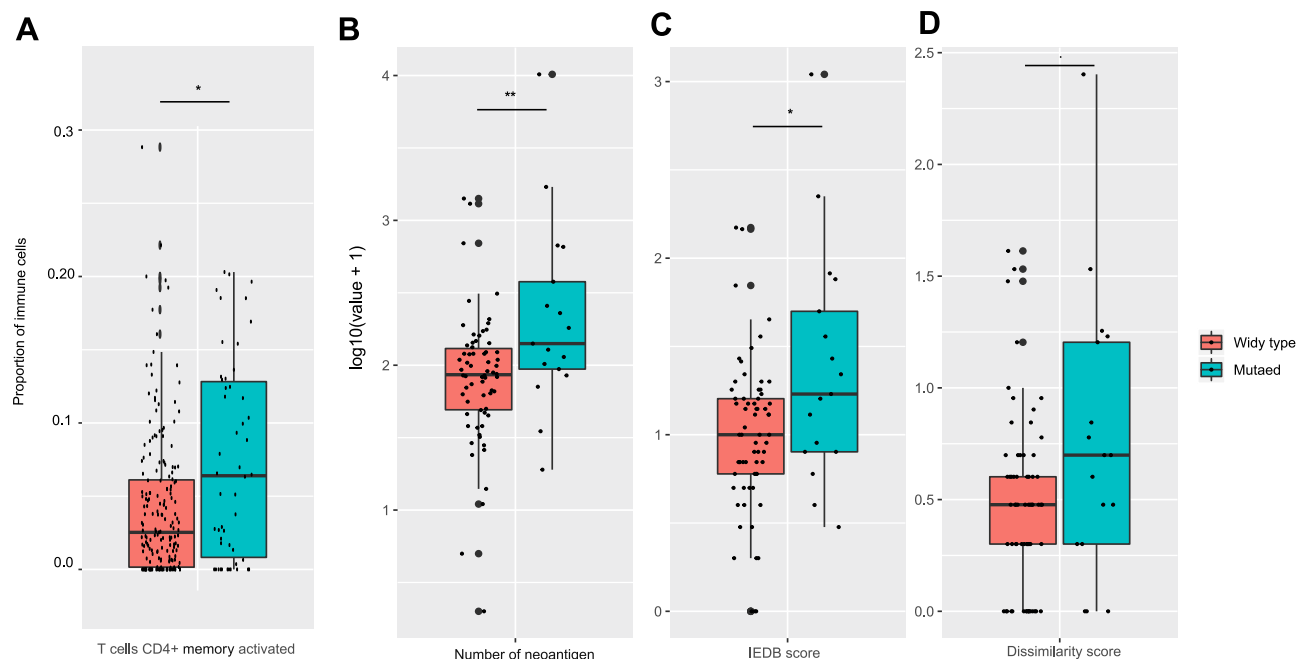 A
B
C
D
*
**
*
.
Proportion of immune cells
0.3
0.20
0.1
0.0
T cells CD4+ memory activated
log10(value + 1)
4
3
2
1
Number of neoantigen
3
2
1
0
IEDB score
2.5
2.0
1.5
1.0
0.5
0.0
Dissimilarity score
Widy type
Mutaed